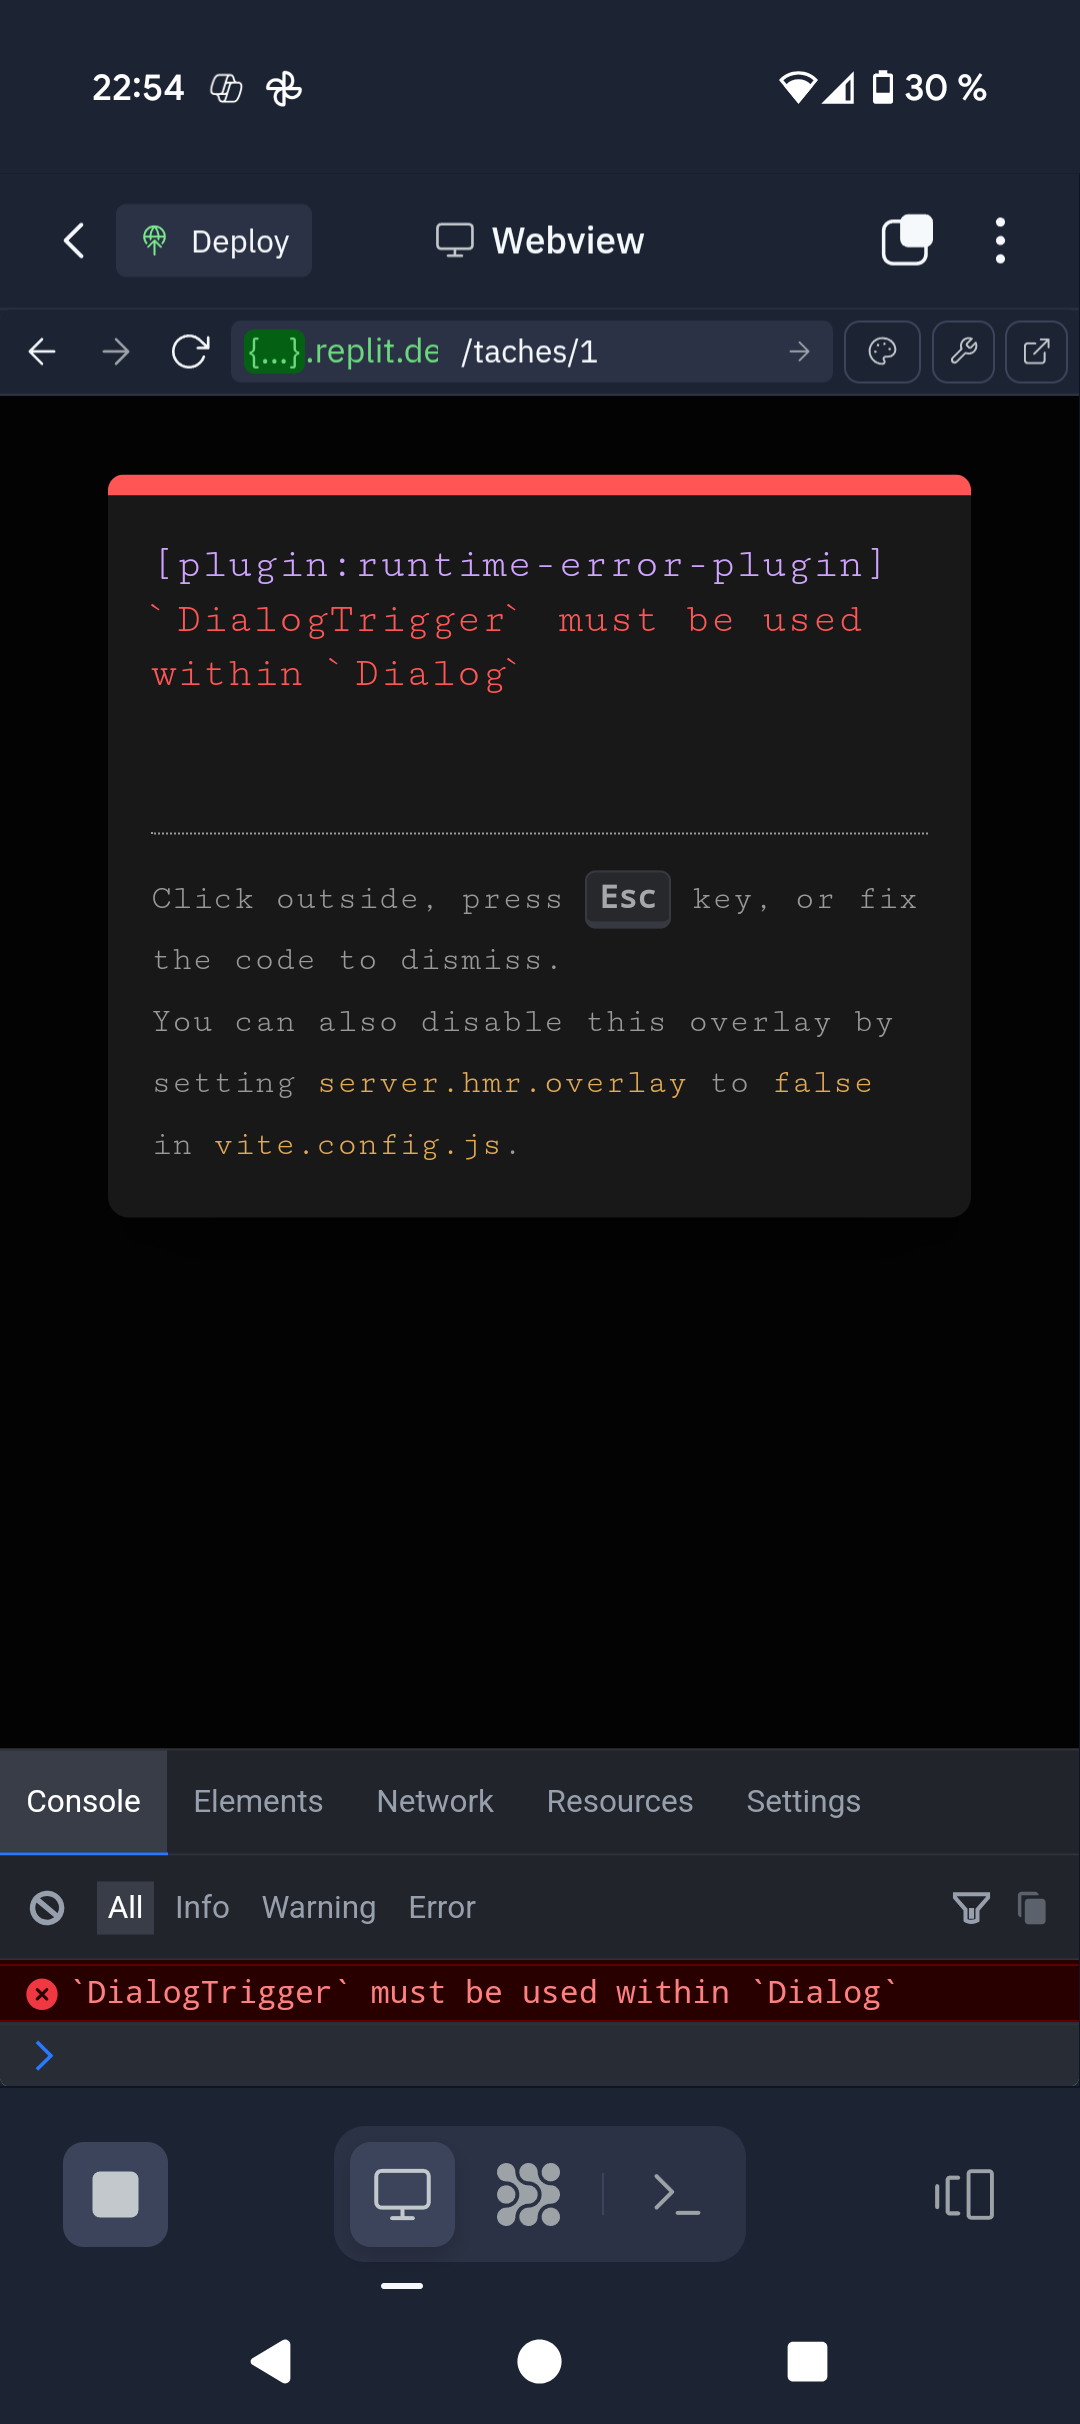 22:54 30 %
Deploy Webview
{...}.replit.de /taches/1
[plugin:runtime-error-plugin]
`DialogTrigger` must be used
within `Dialog`
Click outside, press Esc key, or fix
the code to dismiss.
You can also disable this overlay by
setting server.hmr.overlay to false
in vite.config.js.
Console Elements Network Resources Settings
All Info Warning Error
`DialogTrigger` must be used within `Dialog`